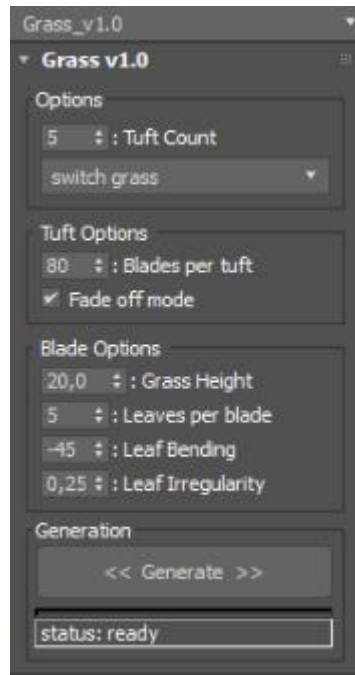 Grass_v1.0
Grass v1.0
Options
5 : Tuft Count
switch grass
Tuft Options
80 : Blades per tuft
Fade off mode
Blade Options
20,0 : Grass Height
5 : Leaves per blade
-45 : Leaf Bending
0,25 : Leaf Irregularity
Generation
<< Generate >>
status: ready